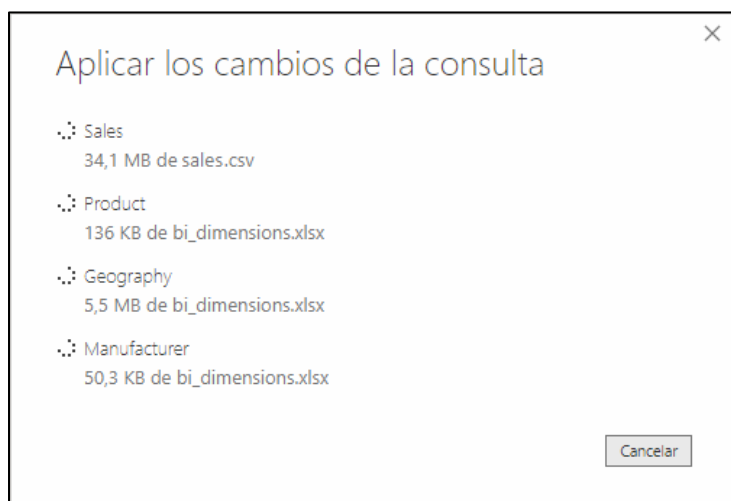 Aplicar los cambios de la consulta
Sales
34,1 MB de sales.csv
Product
136 KB de bi_dimensions.xlsx
Geography
5,5 MB de bi_dimensions.xlsx
Manufacturer
50,3 KB de bi_dimensions.xlsx
Cancelar